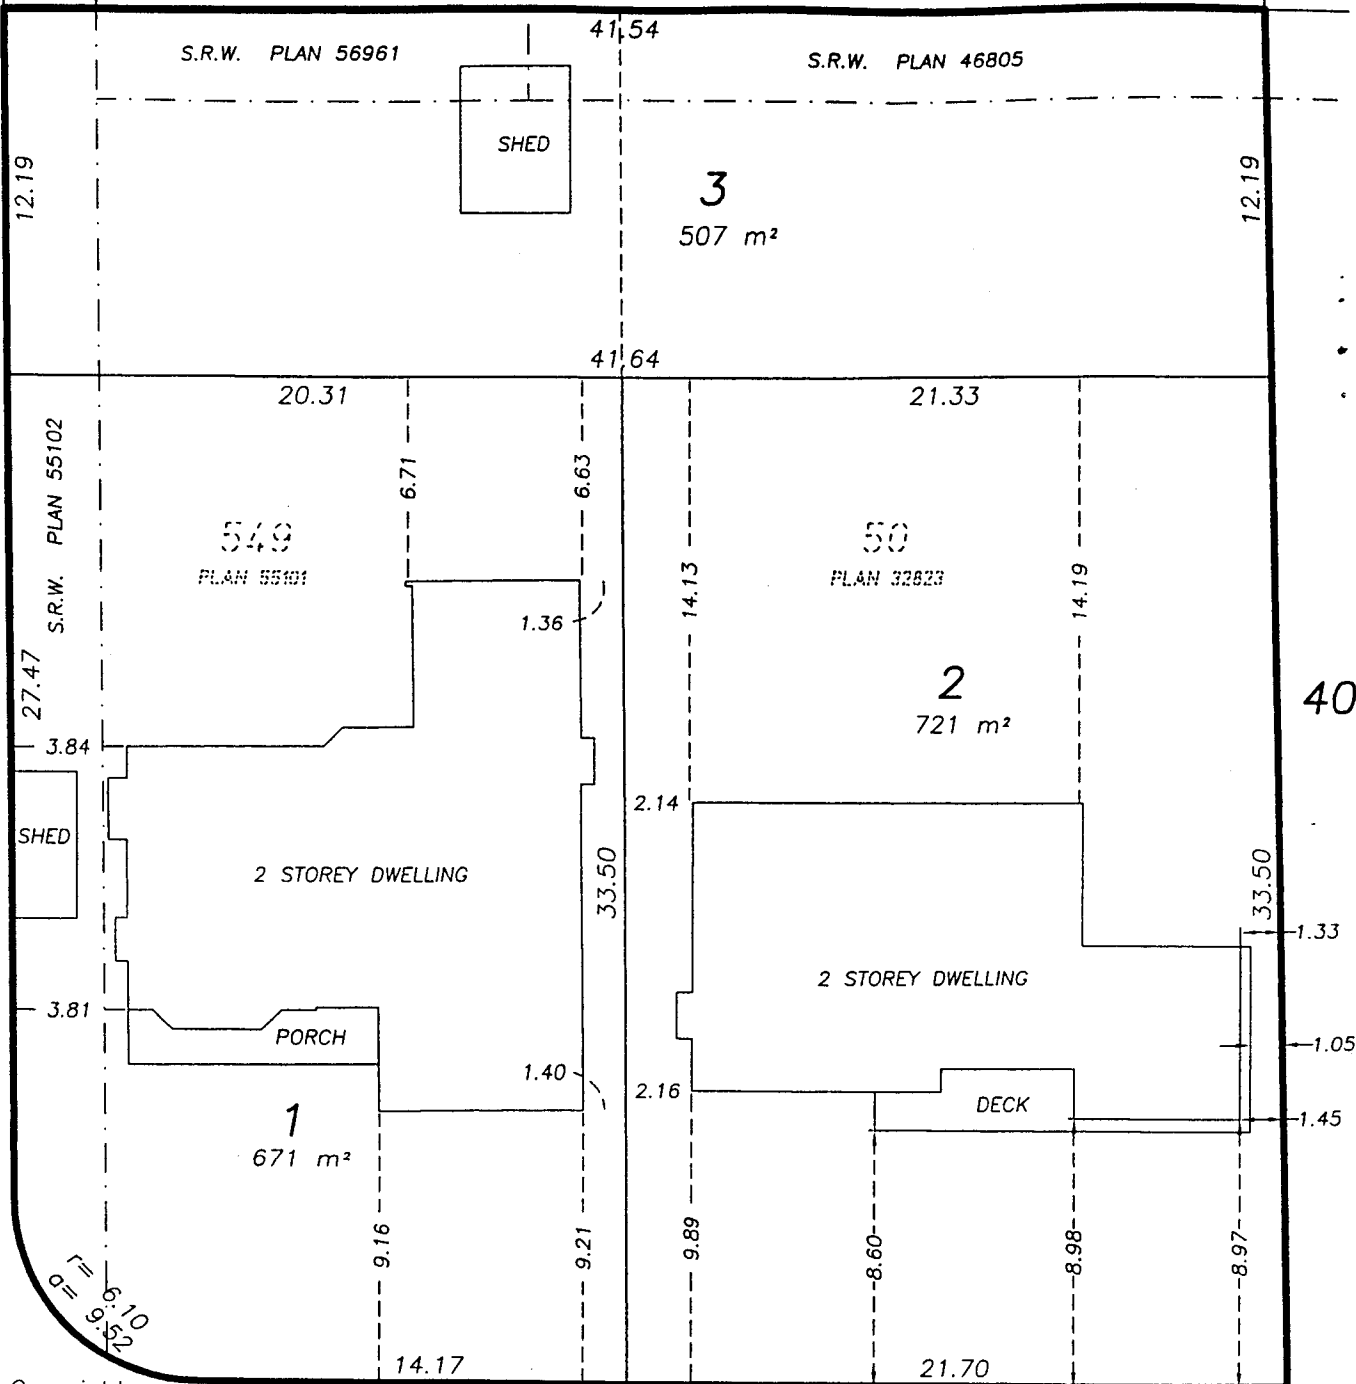 41.54
S.R.W. PLAN 56961
S.R.W. PLAN 46805
SHED
12.19
12.19
3
507 m²
41.64
20.31
21.33
S.R.W. PLAN 55102
6.71
6.63
549
PLAN 55101
50
PLAN 32823
14.13
14.19
1.36
27.47
2
721 m²
40
3.84
2.14
SHED
2 STOREY DWELLING
33.50
33.50
1.33
2 STOREY DWELLING
3.81
PORCH
1.05
1.40
2.16
DECK
1.45
1
671 m²
9.16
9.21
9.89
8.60
8.98
8.97
r= 6.10
a= 9.52
14.17
21.70